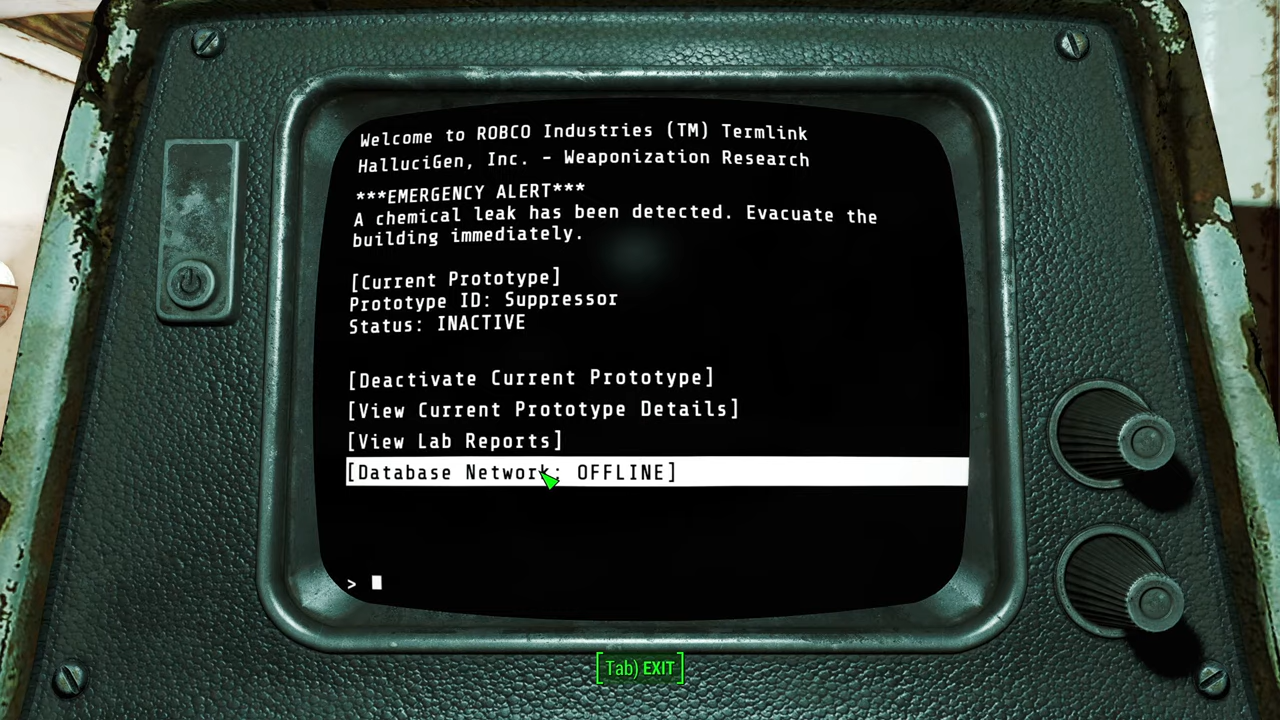 Welcome to ROBCO Industries (TM) Termlink
HalluciGen, Inc. - Weaponization Research
***EMERGENCY ALERT***
A chemical leak has been detected. Evacuate the
building immediately.
[Current Prototype]
Prototype ID: Suppressor
Status: INACTIVE
[Deactivate Current Prototype]
[View Current Prototype Details]
[View Lab Reports]
[Database Network: OFFLINE]
>
[Tab) EXIT]